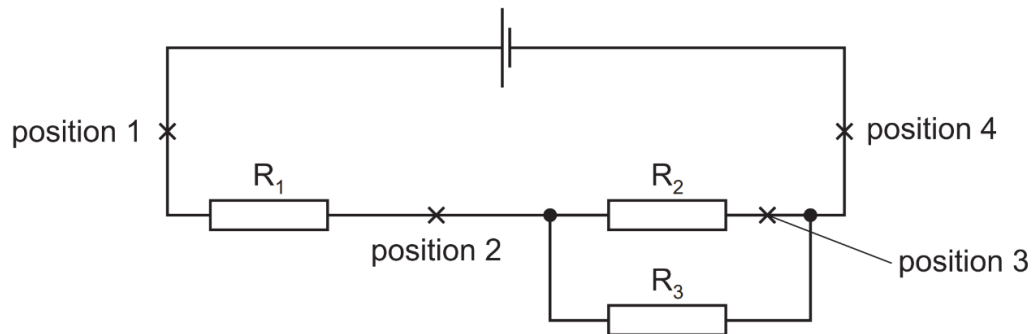 position 1
position 4
R₁
R₂
position 2
position 3
R₃